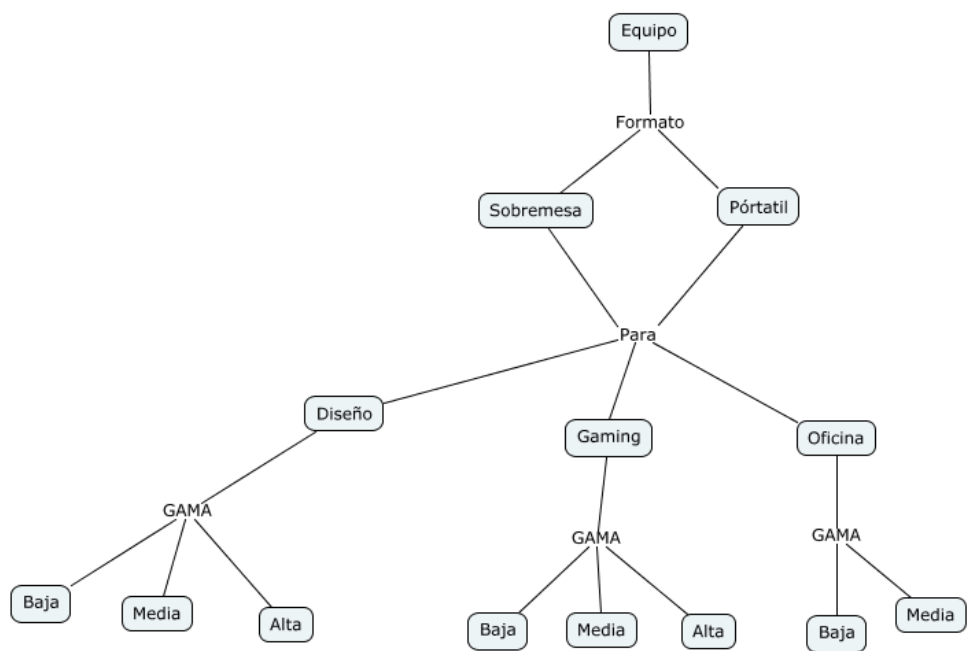 Equipo
Formato
Sobremesa
Pórtatil
Para
Diseño
Gaming
Oficina
GAMA
GAMA
GAMA
Baja
Media
Alta
Baja
Media
Alta
Baja
Media